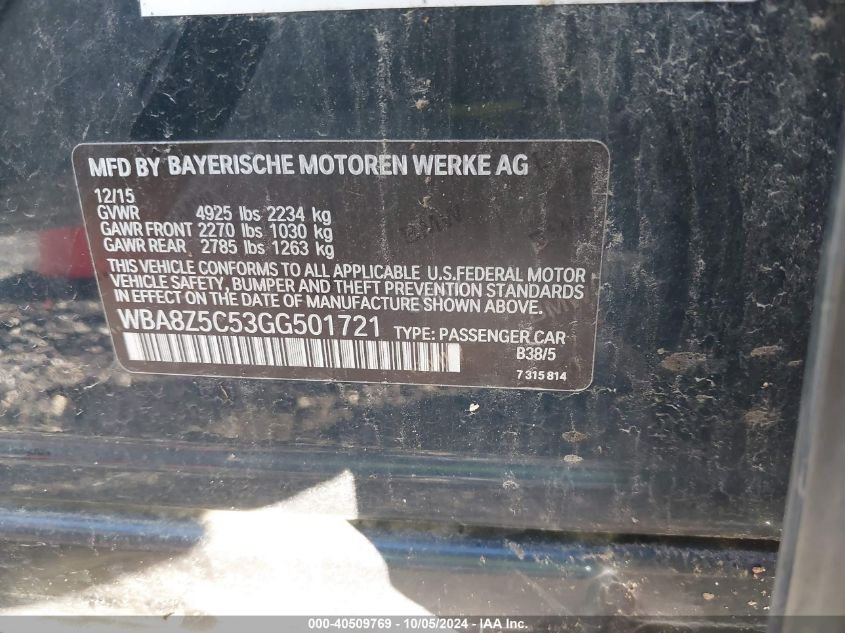 MFD BY BAYERISCHE MOTOREN WERKE AG
12/15
GVWR 4925 lbs 2234 kg
GAWR FRONT 2270 lbs 1030 kg
GAWR REAR 2785 lbs 1263 kg
THIS VEHICLE CONFORMS TO ALL APPLICABLE U.S.FEDERAL MOTOR
VEHICLE SAFETY, BUMPER AND THEFT PREVENTION STANDARDS
IN EFFECT ON THE DATE OF MANUFACTURE SHOWN ABOVE.
WBA8Z5C53GG501721 TYPE: PASSENGER CAR
B38/5
7 315 814
000-40509769 - 10/05/2024 - IAA Inc.